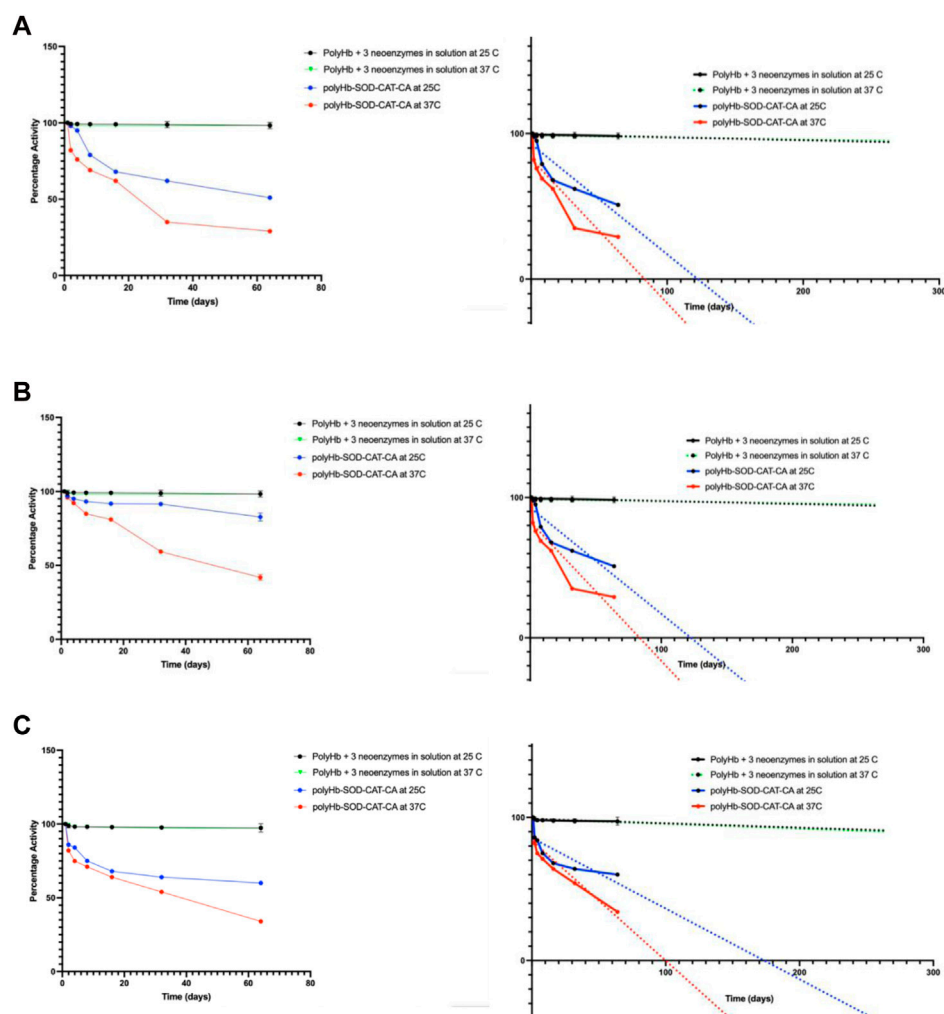 A
PolyHb + 3 neoenzymes in solution at 25 C
PolyHb + 3 neoenzymes in solution at 37 C
polyHb-SOD-CAT-CA at 25C
polyHb-SOD-CAT-CA at 37C
150
100
50
0
Percentage Activity
0 20 40 60 80
Time (days)
PolyHb + 3 neoenzymes in solution at 25 C
PolyHb + 3 neoenzymes in solution at 37 C
polyHb-SOD-CAT-CA at 25C
polyHb-SOD-CAT-CA at 37C
100
0
100 200 300
Time (days)
B
PolyHb + 3 neoenzymes in solution at 25 C
PolyHb + 3 neoenzymes in solution at 37 C
polyHb-SOD-CAT-CA at 25C
polyHb-SOD-CAT-CA at 37C
150
100
50
0
Percentage Activity
0 20 40 60 80
Time (days)
PolyHb + 3 neoenzymes in solution at 25 C
PolyHb + 3 neoenzymes in solution at 37 C
polyHb-SOD-CAT-CA at 25C
polyHb-SOD-CAT-CA at 37C
100
0
100 200 300
Time (days)
C
PolyHb + 3 neoenzymes in solution at 25 C
PolyHb + 3 neoenzymes in solution at 37 C
polyHb-SOD-CAT-CA at 25C
polyHb-SOD-CAT-CA at 37C
150
100
50
0
Percentage Activity
0 20 40 60 80
Time (days)
PolyHb + 3 neoenzymes in solution at 25 C
PolyHb + 3 neoenzymes in solution at 37 C
polyHb-SOD-CAT-CA at 25C
polyHb-SOD-CAT-CA at 37C
100
0
100 200 300
Time (days)